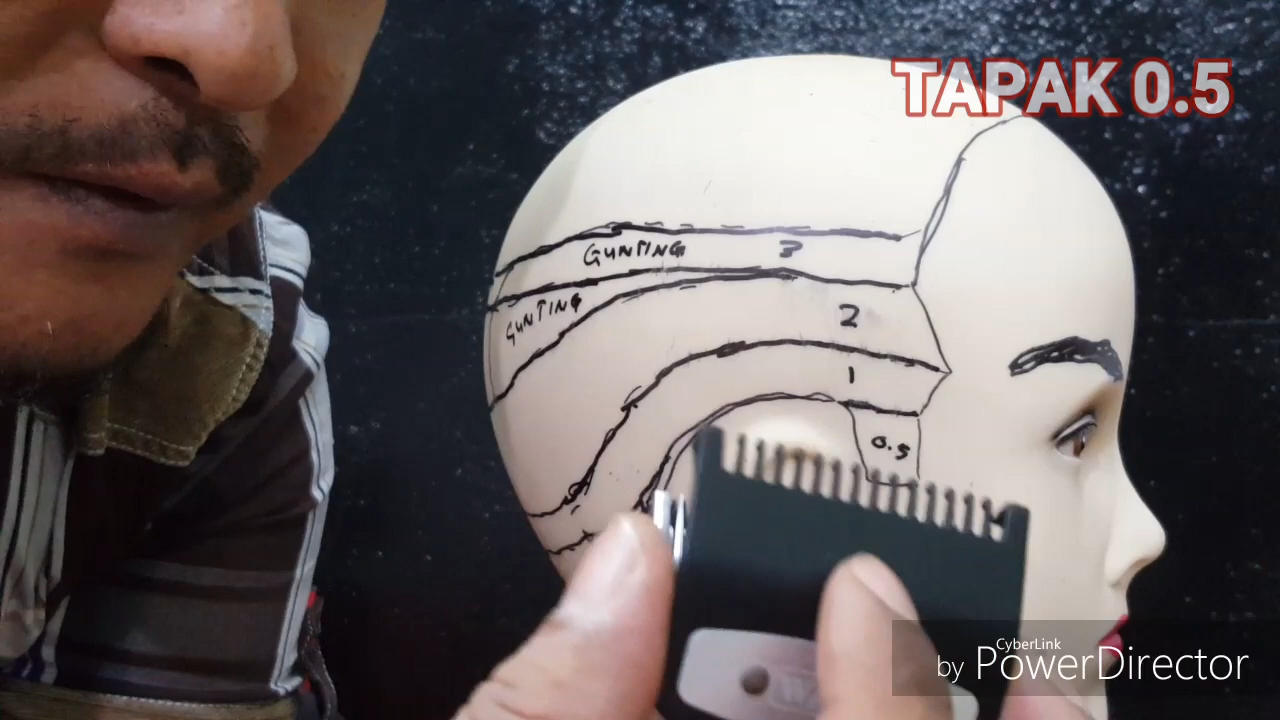 TAPAK 0.5
GUNTING 3
GUNTING
2
1
0.5
CyberLink
by PowerDirector